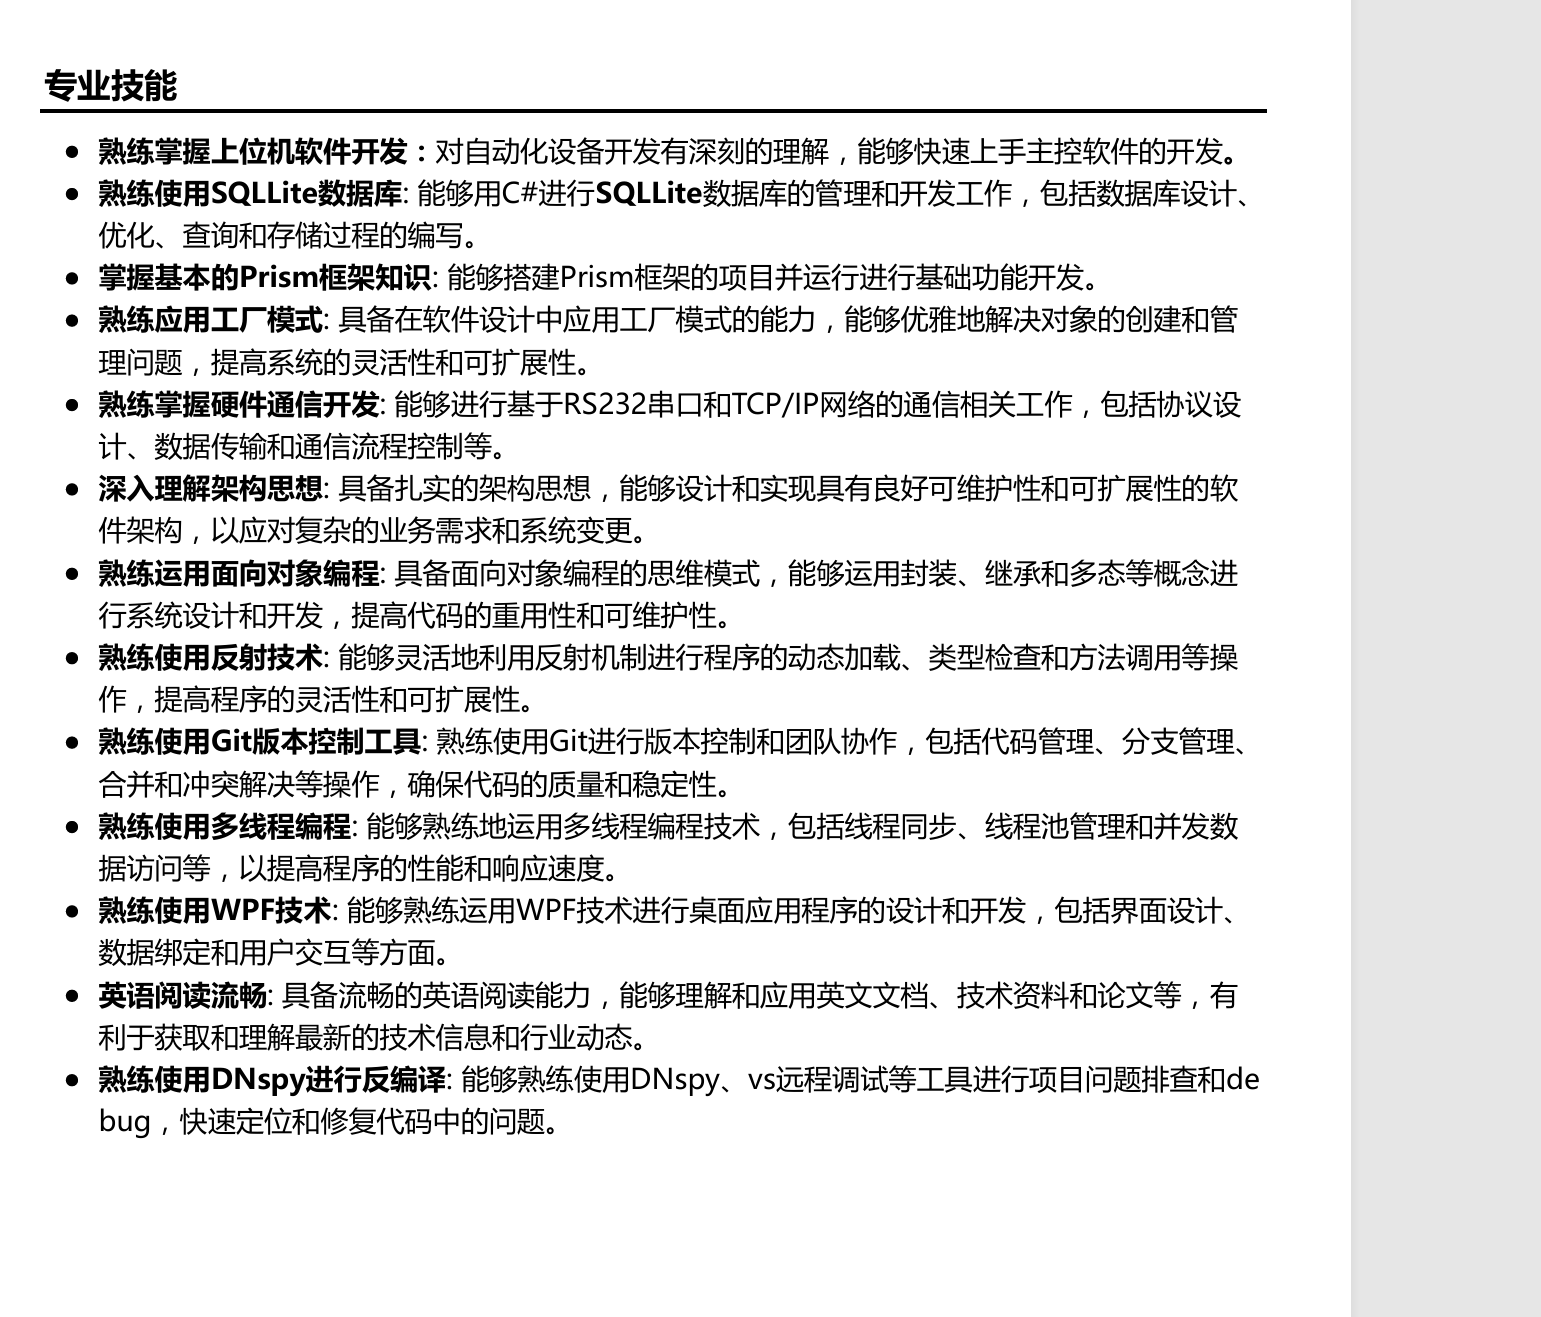 专业技能
● 熟练掌握上位机软件开发：对自动化设备开发有深刻的理解，能够快速上手主控软件的开发。
● 熟练使用SQLLite数据库: 能够用C#进行SQLLite数据库的管理和开发工作，包括数据库设计、
优化、查询和存储过程的编写。
● 掌握基本的Prism框架知识: 能够搭建Prism框架的项目并运行进行基础功能开发。
● 熟练应用工厂模式: 具备在软件设计中应用工厂模式的能力，能够优雅地解决对象的创建和管
理问题，提高系统的灵活性和可扩展性。
● 熟练掌握硬件通信开发: 能够进行基于RS232串口和TCP/IP网络的通信相关工作，包括协议设
计、数据传输和通信流程控制等。
● 深入理解架构思想: 具备扎实的架构思想，能够设计和实现具有良好可维护性和可扩展性的软
件架构，以应对复杂的业务需求和系统变更。
● 熟练运用面向对象编程: 具备面向对象编程的思维模式，能够运用封装、继承和多态等概念进
行系统设计和开发，提高代码的重用性和可维护性。
● 熟练使用反射技术: 能够灵活地利用反射机制进行程序的动态加载、类型检查和方法调用等操
作，提高程序的灵活性和可扩展性。
● 熟练使用Git版本控制工具: 熟练使用Git进行版本控制和团队协作，包括代码管理、分支管理、
合并和冲突解决等操作，确保代码的质量和稳定性。
● 熟练使用多线程编程: 能够熟练地运用多线程编程技术，包括线程同步、线程池管理和并发数
据访问等，以提高程序的性能和响应速度。
● 熟练使用WPF技术: 能够熟练运用WPF技术进行桌面应用程序的设计和开发，包括界面设计、
数据绑定和用户交互等方面。
● 英语阅读流畅: 具备流畅的英语阅读能力，能够理解和应用英文文档、技术资料和论文等，有
利于获取和理解最新的技术信息和行业动态。
● 熟练使用DNspy进行反编译: 能够熟练使用DNspy、vs远程调试等工具进行项目问题排查和de
bug，快速定位和修复代码中的问题。